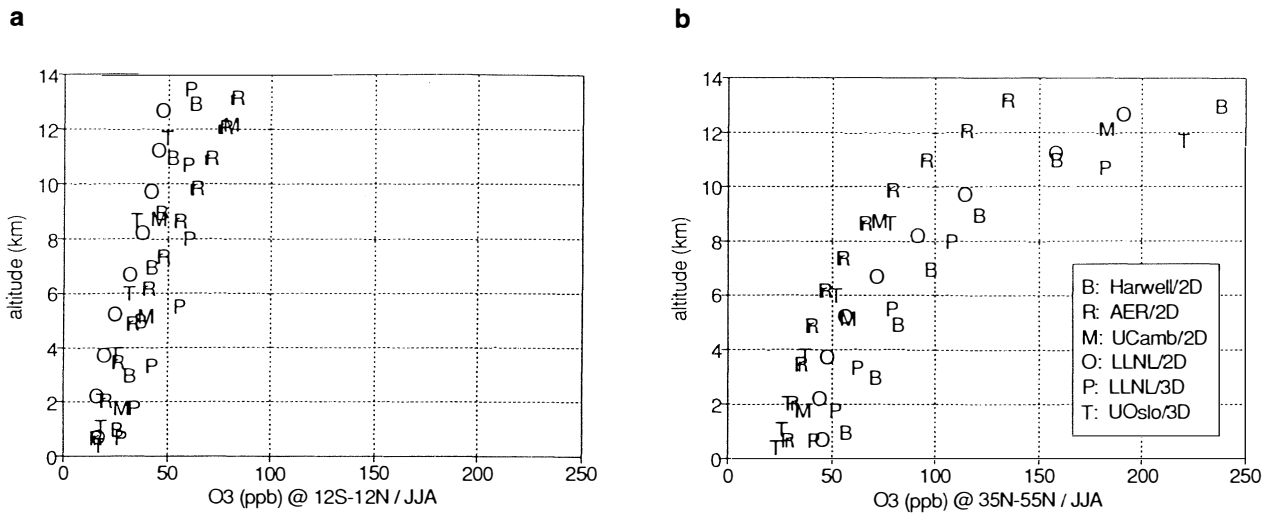 a
b
14
12
10
8
6
4
2
0
altitude (km)
0 50 100 150 200 250
O3 (ppb) @ 12S-12N / JJA
P
B
R
O
R M
T
O
B
R
P
O
R
B
T
M
R
O
P
R
B
O
R
T
P
O
R
B
M
T
R
P
O
B
O
R
M
P
T
B
R
O
P
T
14
12
10
8
6
4
2
0
altitude (km)
0 50 100 150 200 250
O3 (ppb) @ 35N-55N / JJA
R
B
O
R
M
T
R
O
B
P
R
O
B
R
M
T
O
P
R
O
B
R
T
P
R
O
M
B
R
T
O
P
B
T
R
O
M
P
T
R
P
O
B
T
B: Harwell/2D
R: AER/2D
M: UCamb/2D
O: LLNL/2D
P: LLNL/3D
T: UOslo/3D